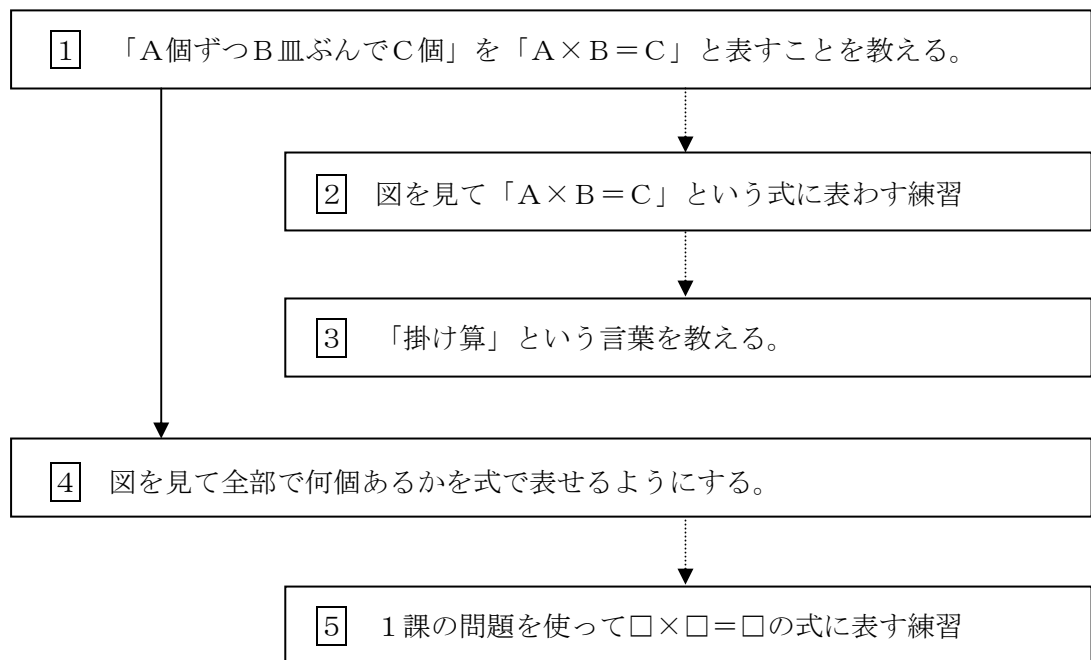 1 「A個ずつB皿ぶんでC個」を「A×B=C」と表すことを教える。
2 図を見て「A×B=C」という式に表わす練習
3 「掛け算」という言葉を教える。
4 図を見て全部で何個あるかを式で表せるようにする。
5 1課の問題を使って□×□=□の式に表す練習